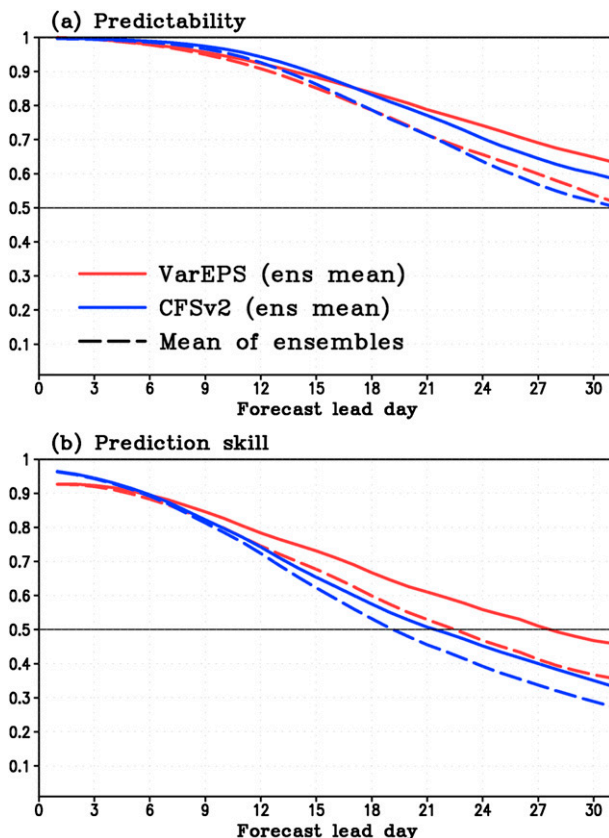 (a) Predictability
1
0.9
0.8
0.7
0.6
0.5
0.4
0.3
0.2
0.1
VarEPS (ens mean)
CFSv2 (ens mean)
Mean of ensembles
0 3 6 9 12 15 18 21 24 27 30
Forecast lead day
(b) Prediction skill
1
0.9
0.8
0.7
0.6
0.5
0.4
0.3
0.2
0.1
0 3 6 9 12 15 18 21 24 27 30
Forecast lead day